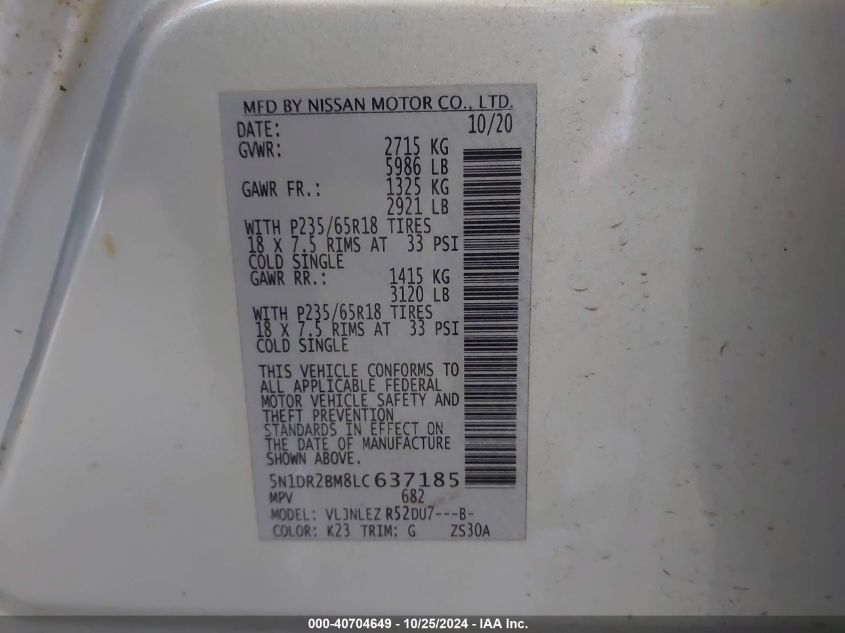 MFD BY NISSAN MOTOR CO., LTD.
DATE: 10/20
GVWR: 2715 KG
5986 LB
GAWR FR.: 1325 KG
2921 LB
WITH P235/65R18 TIRES
18 X 7.5 RIMS AT 33 PSI
COLD SINGLE
GAWR RR.: 1415 KG
3120 LB
WITH P235/65R18 TIRES
18 X 7.5 RIMS AT 33 PSI
COLD SINGLE
THIS VEHICLE CONFORMS TO
ALL APPLICABLE FEDERAL
MOTOR VEHICLE SAFETY AND
THEFT PREVENTION
STANDARDS IN EFFECT ON
THE DATE OF MANUFACTURE
SHOWN ABOVE.
5N1DR2BM8LC637185
MPV 682
MODEL: VLJNLEZ R52DU7---B-
COLOR: K23 TRIM: G ZS30A
000-40704649 - 10/25/2024 - IAA Inc.